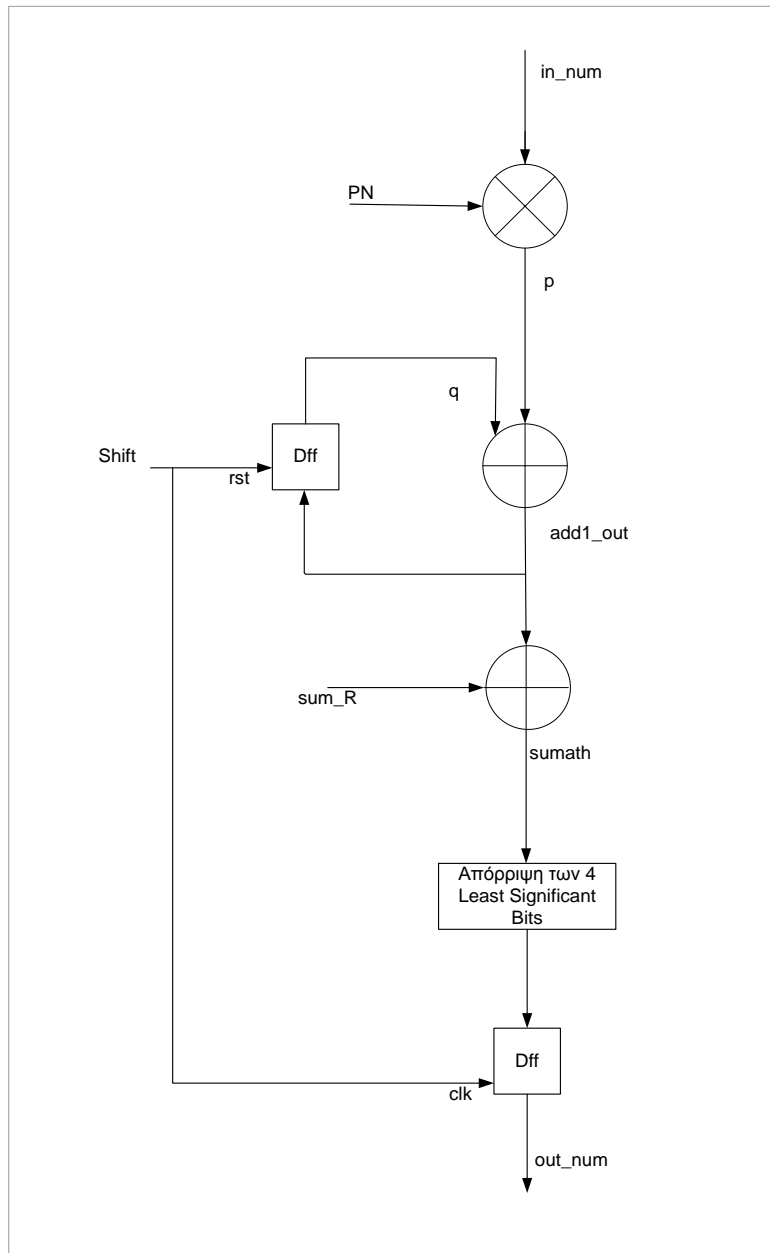 in_num
PN
p
q
Shift
Dff
rst
add1_out
sum_R
sumath
Απόρριψη των 4
Least Significant
Bits
Dff
clk
out_num